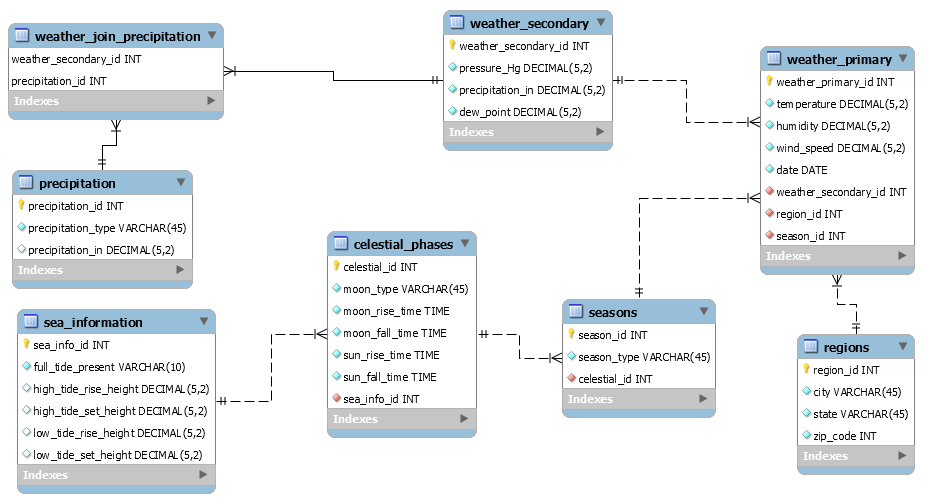 weather_join_precipitation
weather_secondary_id INT
precipitation_id INT
Indexes
weather_secondary
weather_secondary_id INT
pressure_Hg DECIMAL(5,2)
precipitation_in DECIMAL(5,2)
dew_point DECIMAL(5,2)
Indexes
weather_primary
weather_primary_id INT
temperature DECIMAL(5,2)
humidity DECIMAL(5,2)
wind_speed DECIMAL(5,2)
date DATE
weather_secondary_id INT
region_id INT
season_id INT
Indexes
precipitation
precipitation_id INT
precipitation_type VARCHAR(45)
precipitation_in DECIMAL(5,2)
Indexes
celestial_phases
celestial_id INT
moon_type VARCHAR(45)
moon_rise_time TIME
moon_fall_time TIME
sun_rise_time TIME
sun_fall_time TIME
sea_info_id INT
Indexes
seasons
season_id INT
season_type VARCHAR(45)
celestial_id INT
Indexes
sea_information
sea_info_id INT
full_tide_present VARCHAR(10)
high_tide_rise_height DECIMAL(5,2)
high_tide_set_height DECIMAL(5,2)
low_tide_rise_height DECIMAL(5,2)
low_tide_set_height DECIMAL(5,2)
Indexes
regions
region_id INT
city VARCHAR(45)
state VARCHAR(45)
zip_code INT
Indexes